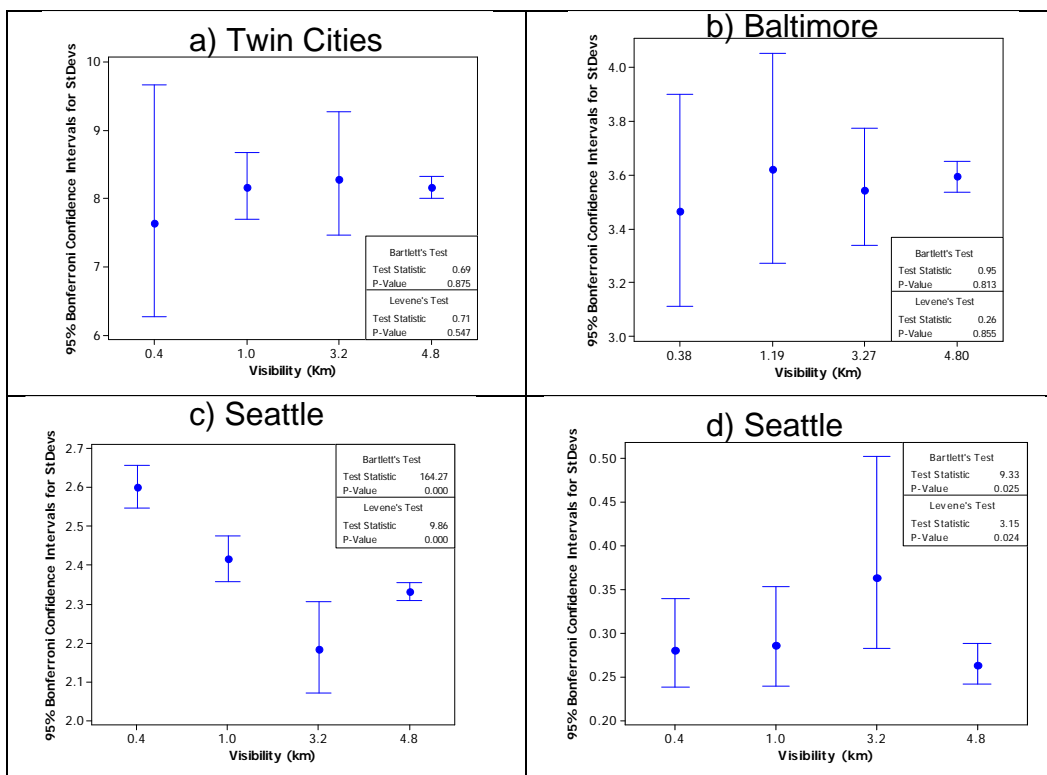 a) Twin Cities
95% Bonferroni Confidence Intervals for StDevs
10
9
8
7
6
Bartlett's Test
Test Statistic 0.69
P-Value 0.875
Levene's Test
Test Statistic 0.71
P-Value 0.547
0.4 1.0 3.2 4.8
Visibility (Km)
b) Baltimore
95% Bonferroni Confidence Intervals for StDevs
4.0
3.8
3.6
3.4
3.2
3.0
Bartlett's Test
Test Statistic 0.95
P-Value 0.813
Levene's Test
Test Statistic 0.26
P-Value 0.855
0.38 1.19 3.27 4.80
Visibility (Km)
c) Seattle
95% Bonferroni Confidence Intervals for StDevs
2.7
2.6
2.5
2.4
2.3
2.2
2.1
2.0
Bartlett's Test
Test Statistic 164.27
P-Value 0.000
Levene's Test
Test Statistic 9.86
P-Value 0.000
0.4 1.0 3.2 4.8
Visibility (km)
d) Seattle
95% Bonferroni Confidence Intervals for StDevs
0.50
0.45
0.40
0.35
0.30
0.25
0.20
Bartlett's Test
Test Statistic 9.33
P-Value 0.025
Levene's Test
Test Statistic 3.15
P-Value 0.024
0.4 1.0 3.2 4.8
Visibility (km)